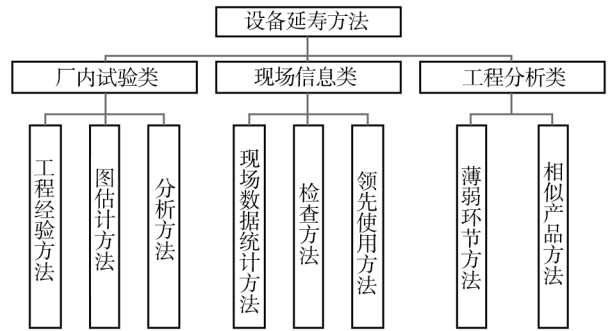 设备延寿方法
厂内试验类
现场信息类
工程分析类
工程经验方法
图估计方法
分析方法
现场数据统计方法
检查方法
领先使用方法
薄弱环节方法
相似产品方法